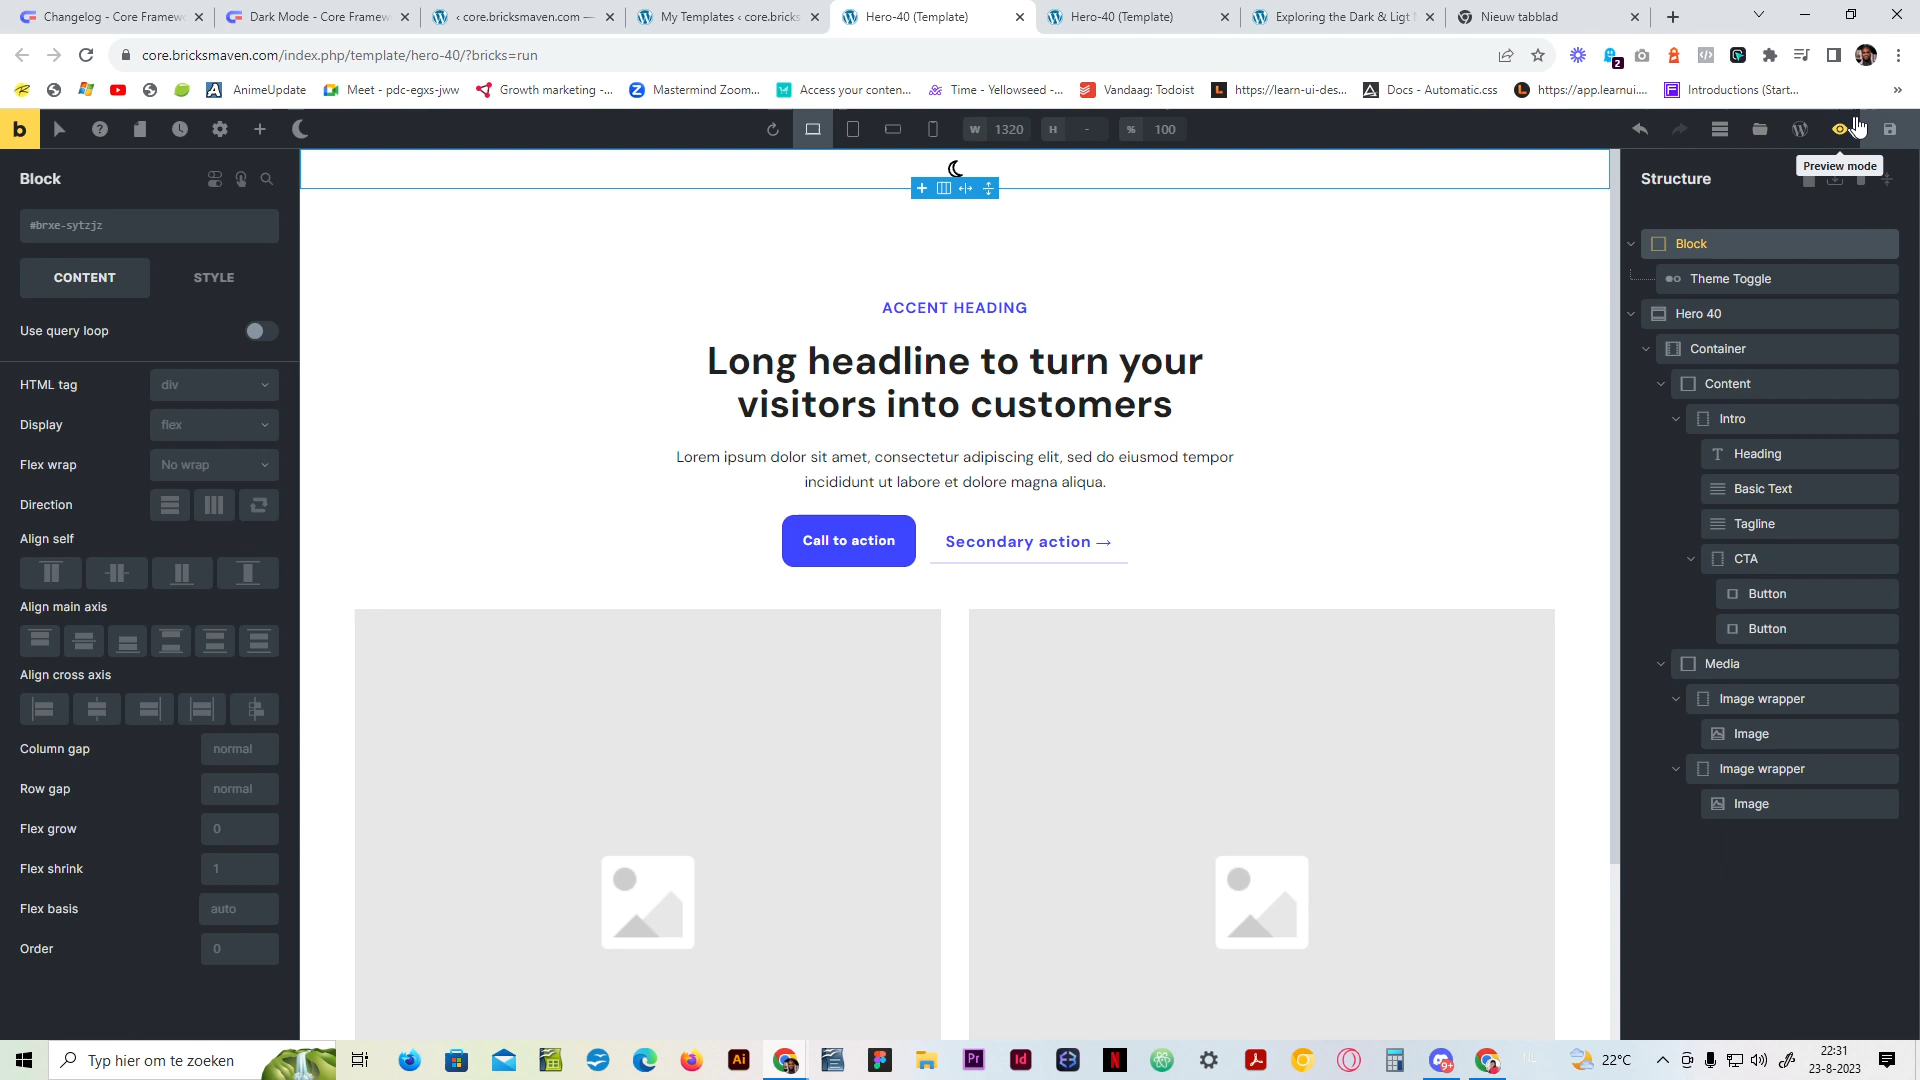 Changelog - Core Framew
Dark Mode - Core Framew
‹ core.bricksmaven.com —
My Templates ‹ core.bricks
Hero-40 (Template)
Hero-40 (Template)
Exploring the Dark & Ligt
Nieuw tabblad
core.bricksmaven.com/index.php/template/hero-40/?bricks=run
2
AnimeUpdate
Meet - pdc-egxs-jww
Growth marketing -...
Mastermind Zoom...
Access your conten...
Time - Yellowseed -...
Vandaag: Todoist
https://learn-ui-des...
Docs - Automatic.css
https://app.learnui....
Introductions (Start...
»
b
W 1320
H -
% 100
Preview mode
Block
#brxe-sytzjz
CONTENT
STYLE
Use query loop
HTML tag
div
Display
flex
Flex wrap
No wrap
Direction
Align self
Align main axis
Align cross axis
Column gap
normal
Row gap
normal
Flex grow
0
Flex shrink
1
Flex basis
auto
Order
0
ACCENT HEADING
Long headline to turn your
visitors into customers
Lorem ipsum dolor sit amet, consectetur adipiscing elit, sed do eiusmod tempor
incididunt ut labore et dolore magna aliqua.
Call to action
Secondary action →
Structure
Block
Theme Toggle
Hero 40
Container
Content
Intro
Heading
Basic Text
Tagline
CTA
Button
Button
Media
Image wrapper
Image
Image wrapper
Image
Typ hier om te zoeken
22°C
22:31
23-8-2023